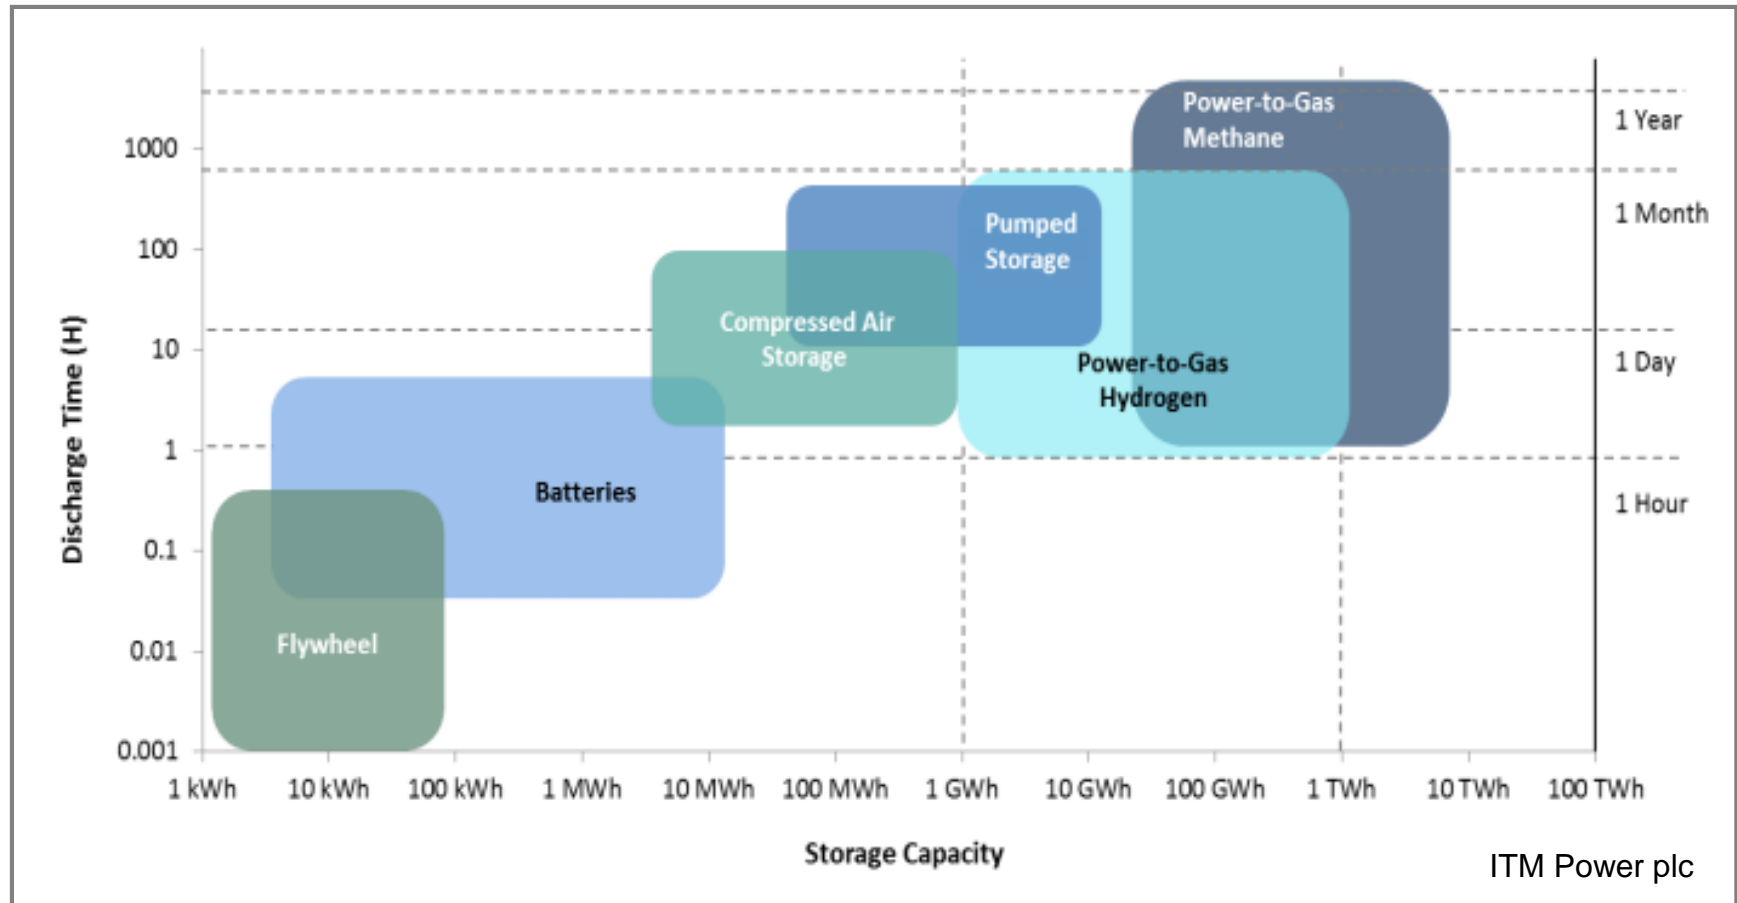 Power-to-Gas
Methane
1 Year
1000
1 Month
Pumped
Storage
100
Compressed Air
Storage
10
1 Day
Power-to-Gas
Hydrogen
1
Batteries
1 Hour
0.1
Flywheel
0.01
0.001
Discharge Time (H)
1 kWh 10 kWh 100 kWh 1 MWh 10 MWh 100 MWh 1 GWh 10 GWh 100 GWh 1 TWh 10 TWh 100 TWh
Storage Capacity
ITM Power plc